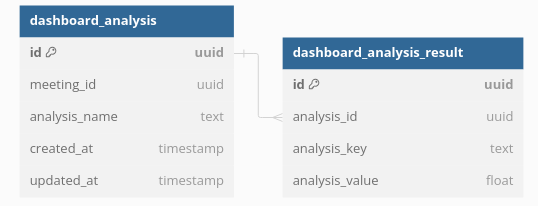 dashboard_analysis
id uuid
meeting_id uuid
analysis_name text
created_at timestamp
updated_at timestamp
dashboard_analysis_result
id uuid
analysis_id uuid
analysis_key text
analysis_value float